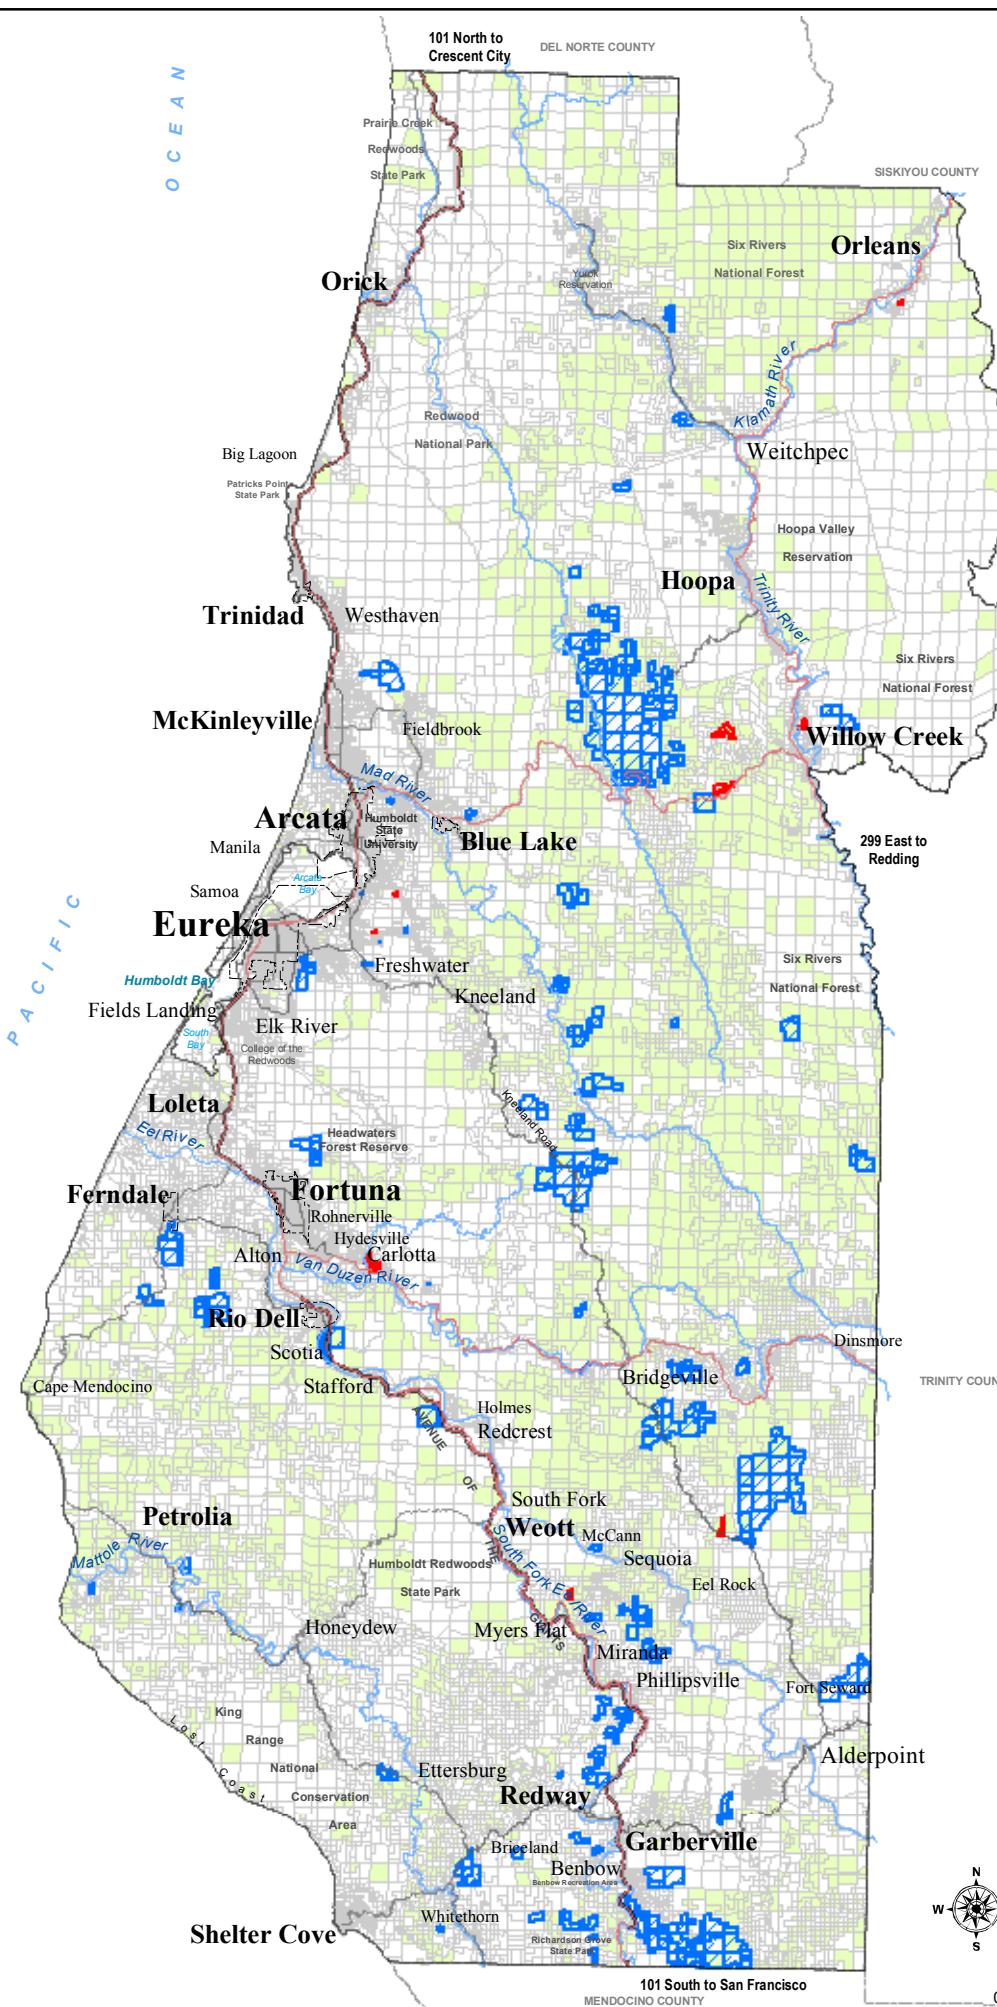 101 North to
Crescent City
DEL NORTE COUNTY
OCEAN
Prairie Creek
Redwoods
State Park
SISKIYOU COUNTY
Six Rivers
National Forest
Orleans
Orick
Yurok
Reservation
Klamath River
Redwood
National Park
Weitchpec
Big Lagoon
Patricks Point
State Park
Hoopa Valley
Reservation
Hoopa
Trinity River
Trinidad
Westhaven
Six Rivers
National Forest
McKinleyville
Fieldbrook
Willow Creek
Mad River
Arcata
Humboldt
State
University
Blue Lake
299 East to
Redding
Manila
Arcata
Bay
Samoa
PACIFIC
Eureka
Freshwater
Six Rivers
National Forest
Humboldt Bay
Kneeland
Fields Landing
Elk River
South
Bay
College of the
Redwoods
Loleta
Kneeland Road
Eel River
Headwaters
Forest Reserve
Ferndale
Fortuna
Rohnerville
Hydesville
Alton
Carlotta
Van Duzen River
Rio Dell
Scotia
Dinsmore
Bridgeville
TRINITY COUN
Cape Mendocino
Stafford
Holmes
Redcrest
AVENUE OF THE GIANTS
South Fork
Petrolia
Weott
McCann
Mattole River
South Fork Eel River
Sequoia
Humboldt Redwoods
State Park
Eel Rock
Honeydew
Myers Flat
Miranda
Phillipsville
Fort Seward
Lost Coast
King
Range
National
Conservation
Area
Alderpoint
Ettersburg
Redway
Garberville
Briceland
Benbow
Benbow Recreation Area
Whitethorn
Shelter Cove
Richardson Grove
State Park
N
W
S
101 South to San Francisco
MENDOCINO COUNTY